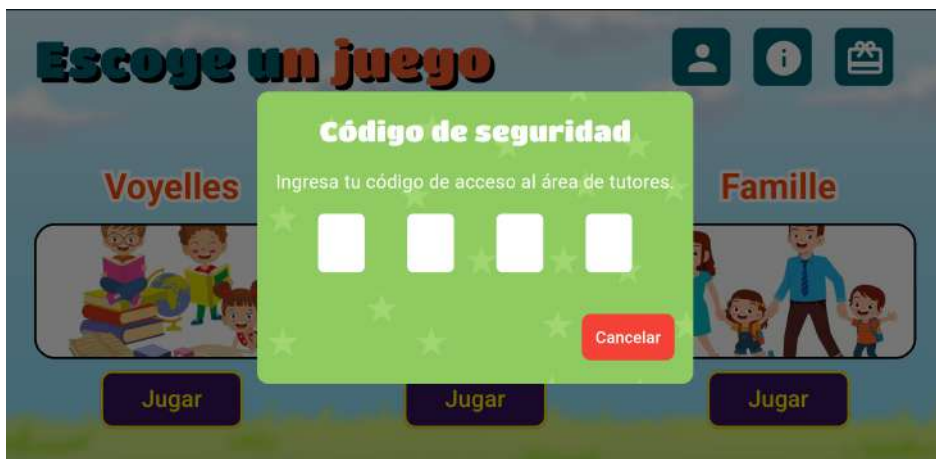 Escoge un juego
Código de seguridad
Ingresa tu código de acceso al área de tutores.
Voyelles
Famille
Cancelar
Jugar
Jugar
Jugar